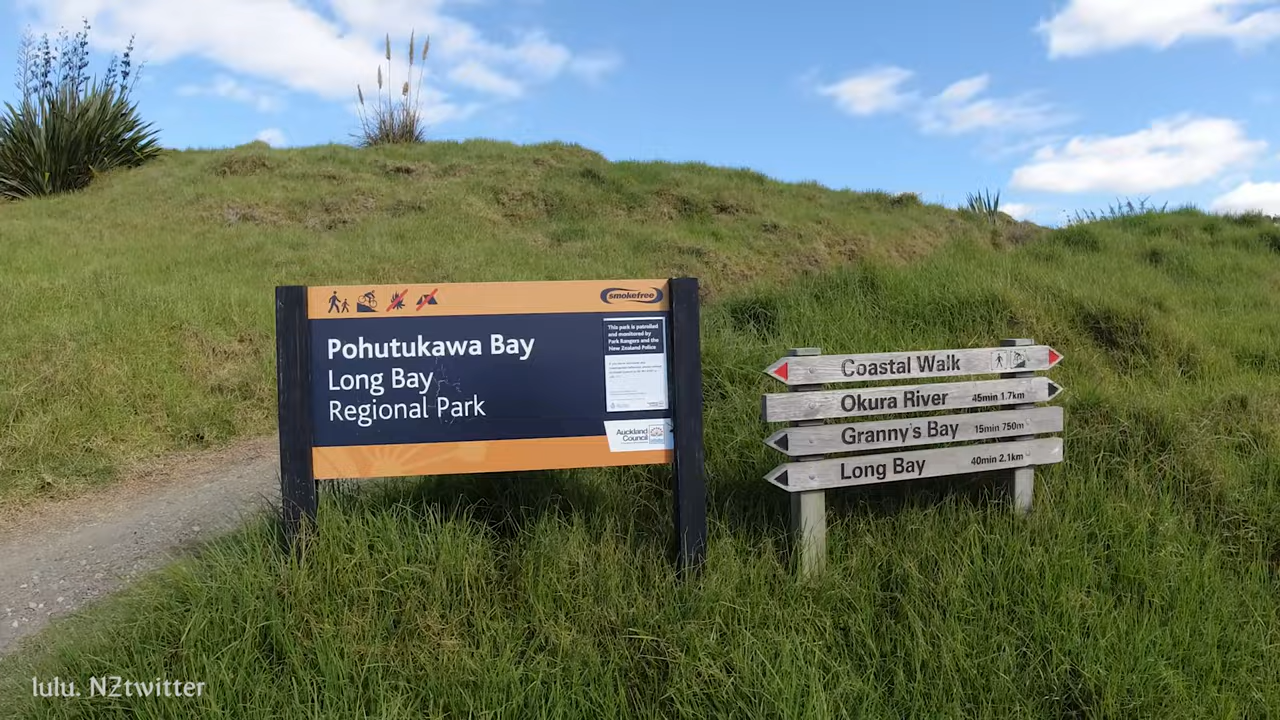 smokefree
Pohutukawa Bay
Long Bay
Regional Park
This park is patrolled
and monitored by
Park Rangers and the
New Zealand Police
Auckland
Council
Coastal Walk
Okura River 45min 1.7km
Granny's Bay 15min 750m
Long Bay 40min 2.1km
lulu. NZtwitter